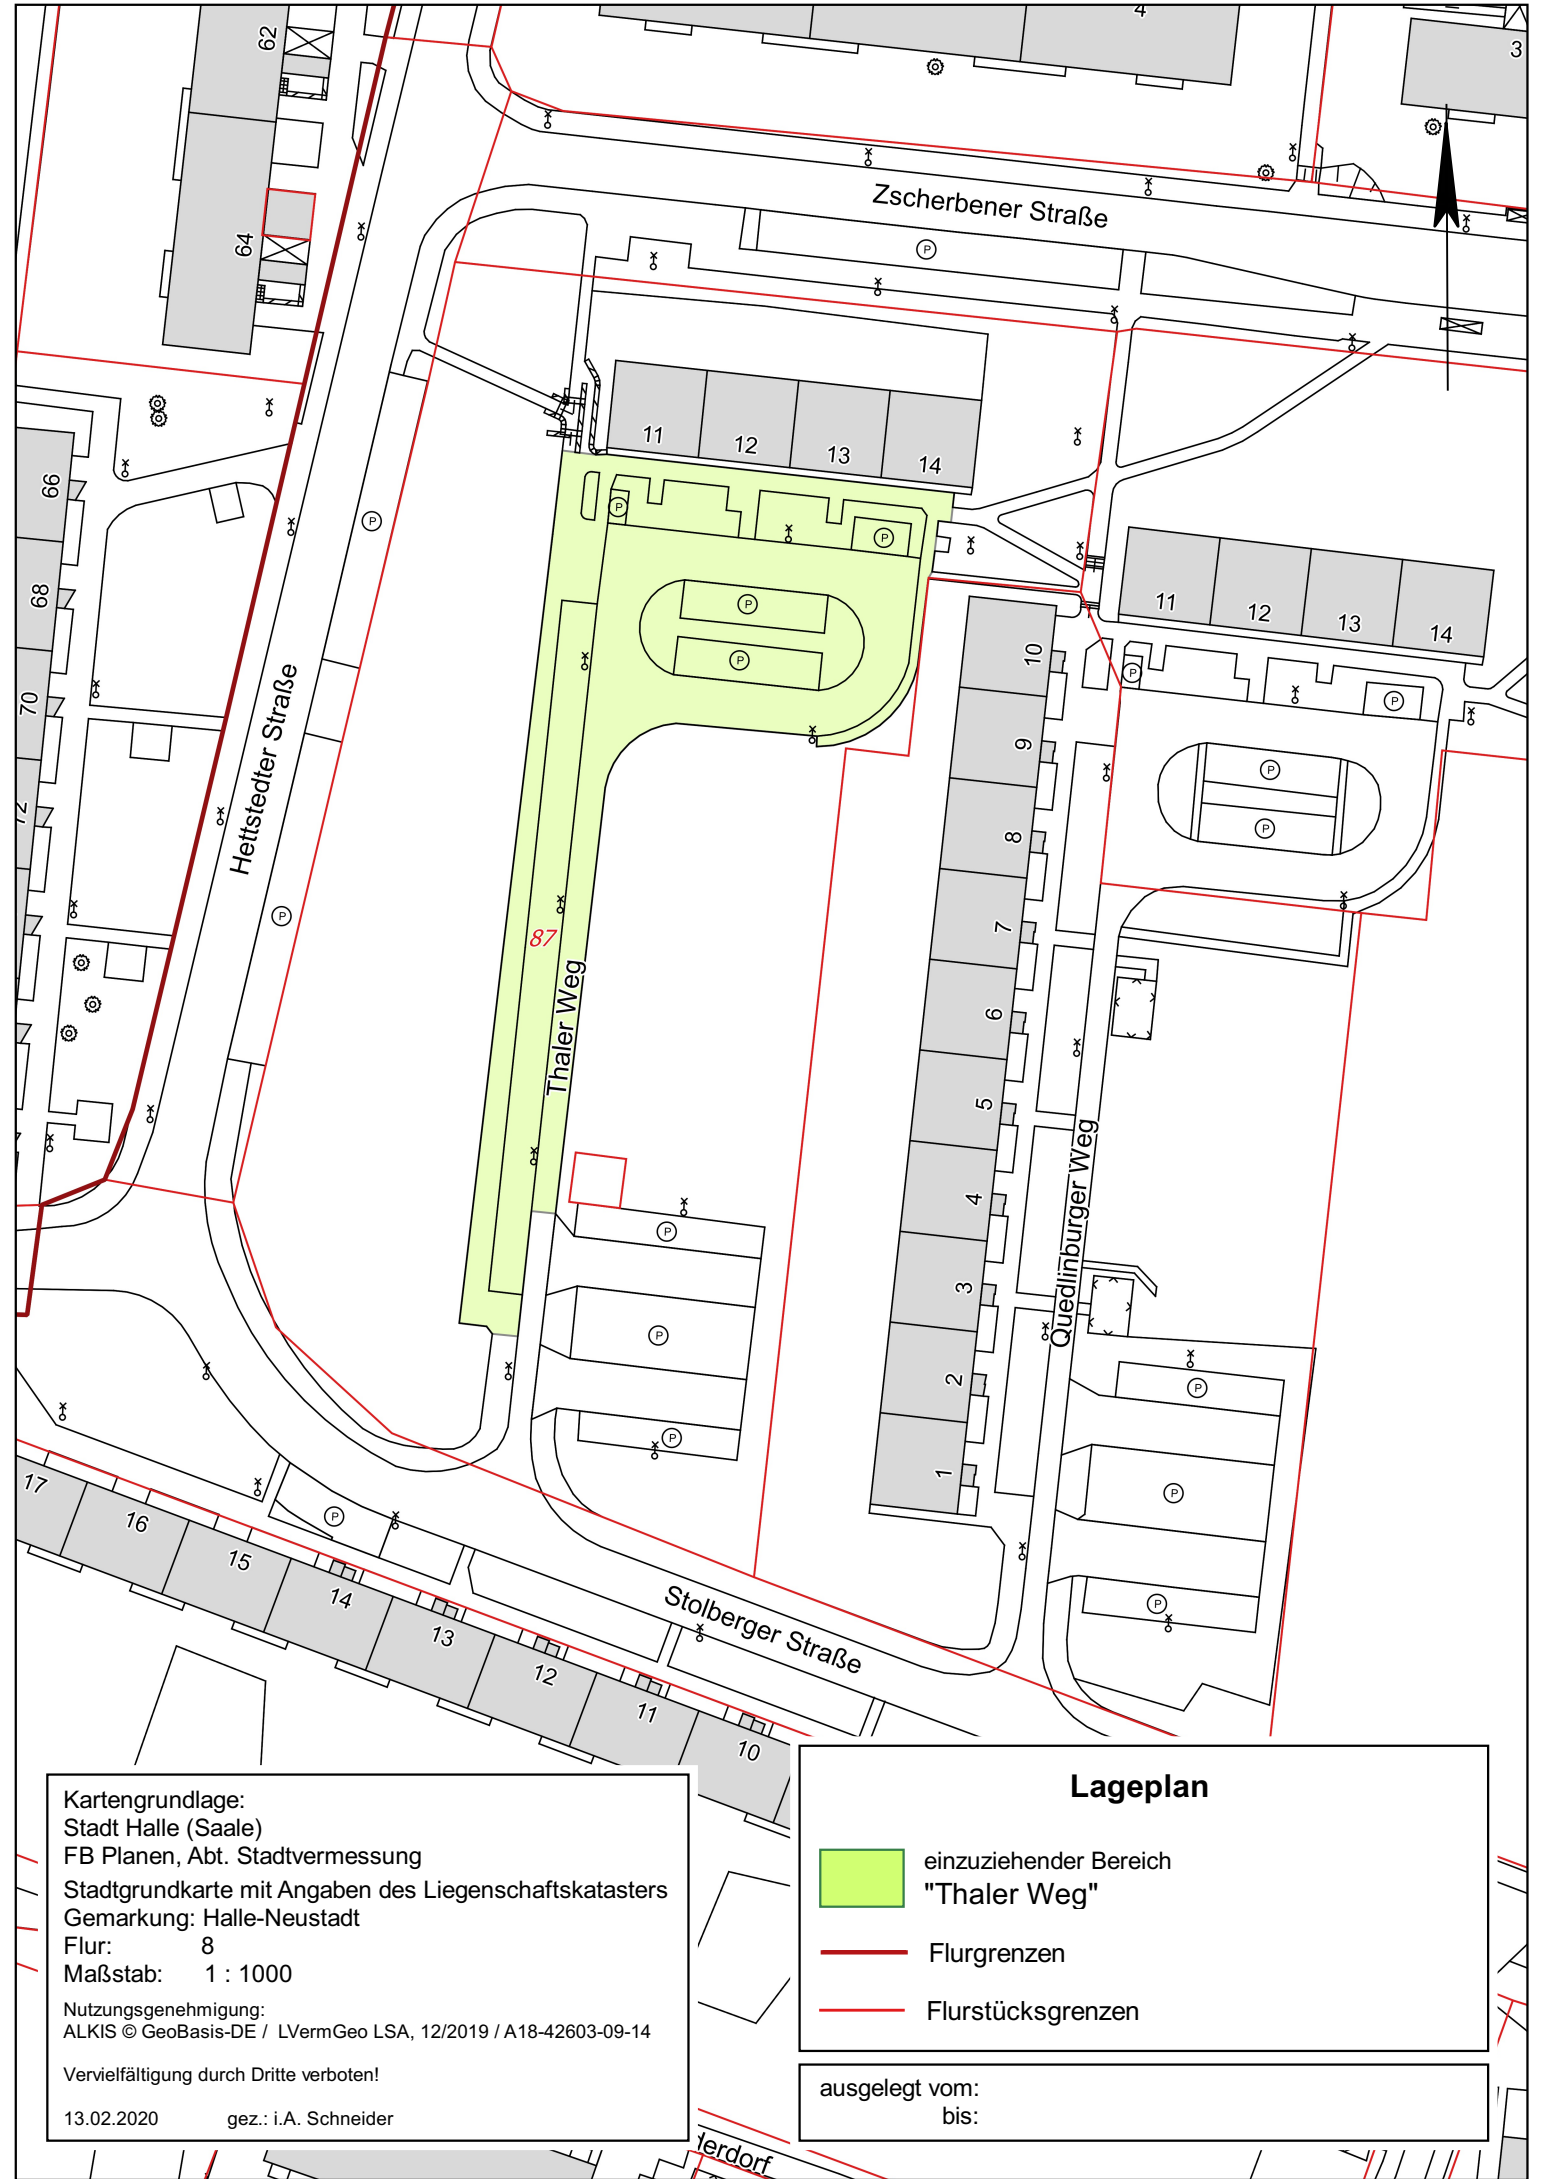 62
4
3
64
Zscherbener Straße
P
11
12
13
14
66
68
70
72
P
P
P
P
P
11
12
13
14
P
P
P
P
10
9
8
7
6
5
4
3
2
1
Hettstedter Straße
P
87
Thaler Weg
Quedlinburger Weg
P
P
P
P
P
P
P
17
16
15
14
13
12
11
10
Stolberger Straße
Kartengrundlage:
Stadt Halle (Saale)
FB Planen, Abt. Stadtvermessung
Stadtgrundkarte mit Angaben des Liegenschaftskatasters
Gemarkung: Halle-Neustadt
Flur: 8
Maßstab: 1 : 1000
Nutzungsgenehmigung:
ALKIS © GeoBasis-DE / LVermGeo LSA, 12/2019 / A18-42603-09-14
Vervielfältigung durch Dritte verboten!
13.02.2020 gez.: i.A. Schneider
Lageplan
einzuziehender Bereich
"Thaler Weg"
Flurgrenzen
Flurstücksgrenzen
ausgelegt vom:
bis: